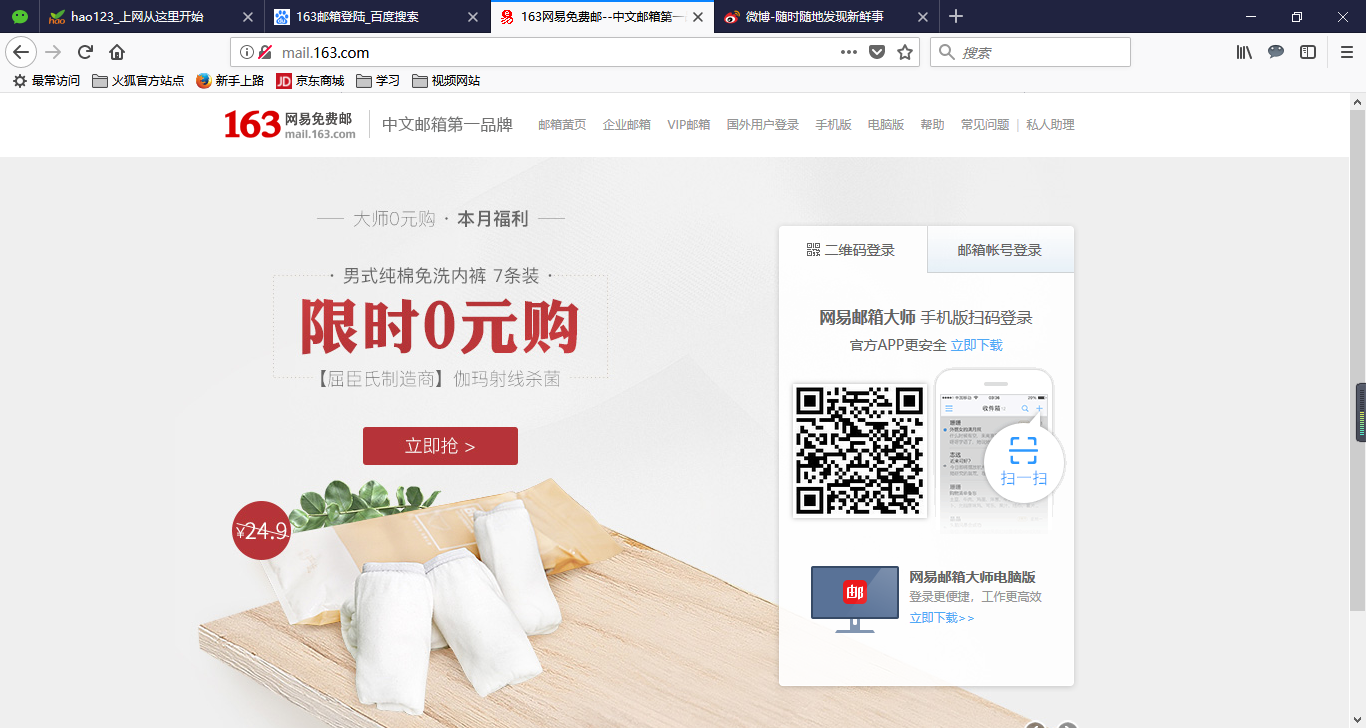 hao123_上网从这里开始
163邮箱登陆_百度搜索
163网易免费邮--中文邮箱第一
微博-随时随地发现新鲜事
mail.163.com
搜索
最常访问
火狐官方站点
新手上路
JD 京东商城
学习
视频网站
163 网易免费邮
mail.163.com
中文邮箱第一品牌
邮箱黄页 企业邮箱 VIP邮箱 国外用户登录 手机版 电脑版 帮助 常见问题 | 私人助理
大师0元购 · 本月福利
· 男式纯棉免洗内裤 7条装 ·
限时0元购
【屈臣氏制造商】伽玛射线杀菌
立即抢 >
¥24.9
二维码登录
邮箱帐号登录
网易邮箱大师 手机版扫码登录
官方APP更安全 立即下载
收件箱
扫一扫
邮
网易邮箱大师电脑版
登录更便捷，工作更高效
立即下载>>